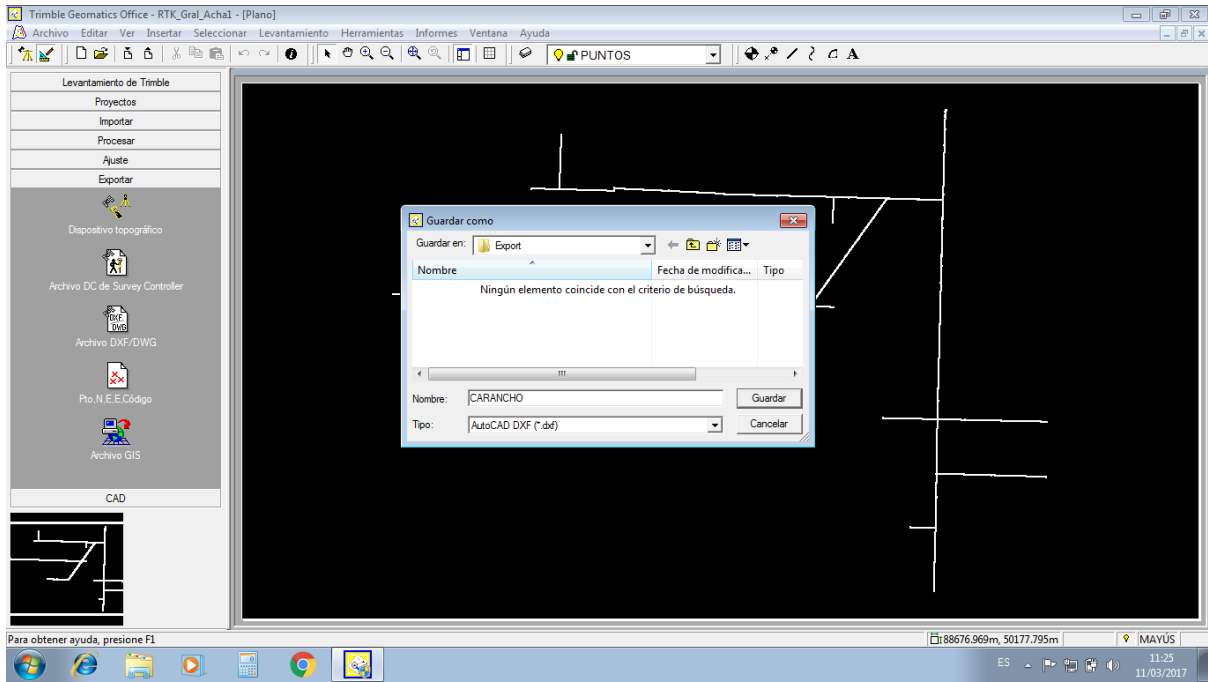 Trimble Geomatics Office - RTK_Gral_Acha1 - [Plano]
Archivo Editar Ver Insertar Seleccionar Levantamiento Herramientas Informes Ventana Ayuda
PUNTOS
A
Levantamiento de Trimble
Proyectos
Importar
Procesar
Ajuste
Exportar
Dispositivo topográfico
Archivo DC de Survey Controller
DXF
DWG
Archivo DXF/DWG
Pto,N,E,E,Código
Archivo GIS
CAD
Guardar como
Guardar en: Export
Nombre Fecha de modifica... Tipo
Ningún elemento coincide con el criterio de búsqueda.
Nombre: CARANCHO Guardar
Tipo: AutoCAD DXF (*.dxf) Cancelar
Para obtener ayuda, presione F1
88676.969m, 50177.795m MAYÚS
ES 11:25
11/03/2017